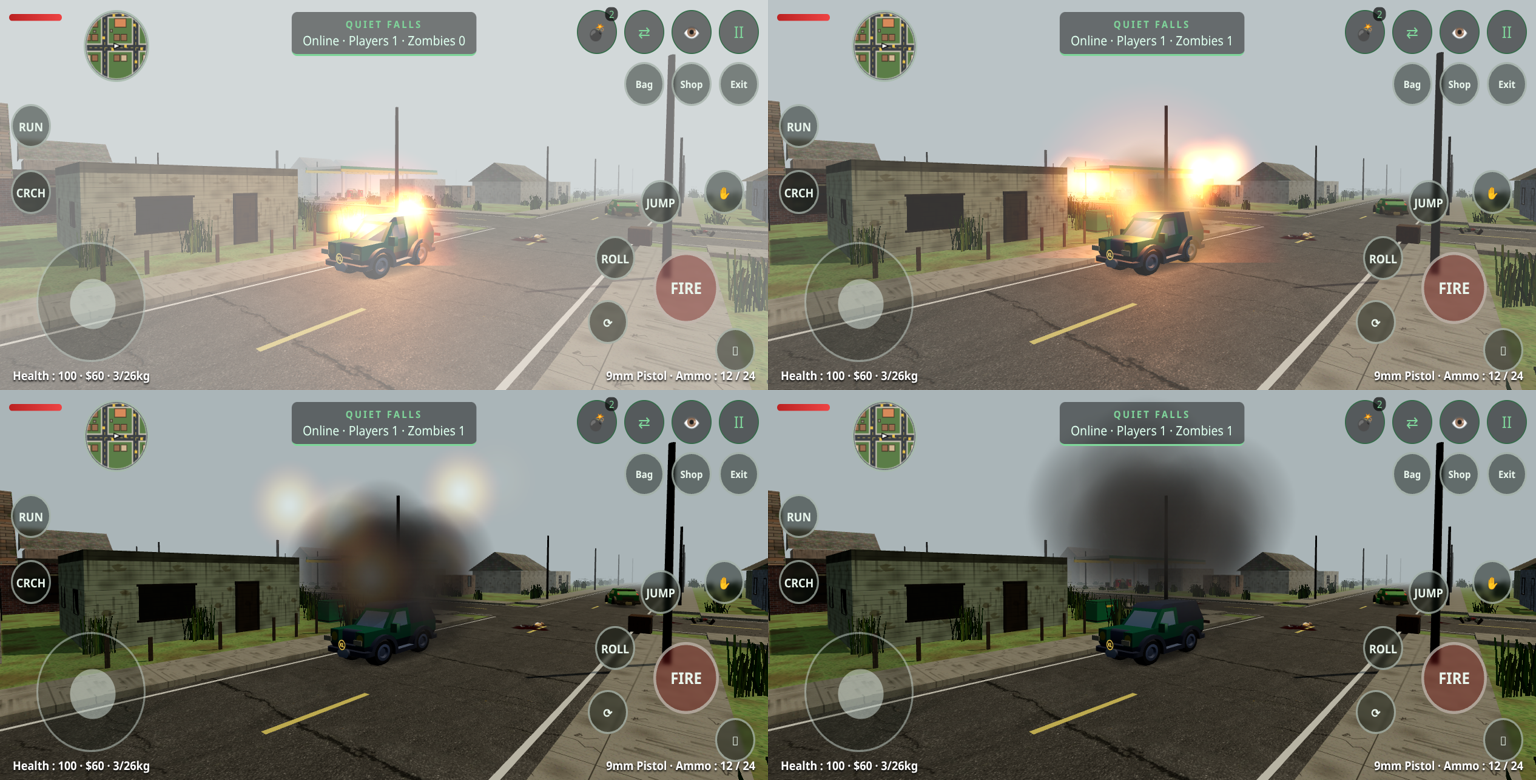 QUIET FALLS
Online · Players 1 · Zombies 0
2
II
Bag
Shop
Exit
RUN
CRCH
JUMP
ROLL
FIRE
Health : 100 · $60 · 3/26kg
9mm Pistol · Ammo : 12 / 24
QUIET FALLS
Online · Players 1 · Zombies 1
2
II
Bag
Shop
Exit
RUN
CRCH
JUMP
ROLL
FIRE
Health : 100 · $60 · 3/26kg
9mm Pistol · Ammo : 12 / 24
QUIET FALLS
Online · Players 1 · Zombies 1
2
II
Bag
Shop
Exit
RUN
CRCH
JUMP
ROLL
FIRE
Health : 100 · $60 · 3/26kg
9mm Pistol · Ammo : 12 / 24
QUIET FALLS
Online · Players 1 · Zombies 1
2
II
Bag
Shop
Exit
RUN
CRCH
JUMP
ROLL
FIRE
Health : 100 · $60 · 3/26kg
9mm Pistol · Ammo : 12 / 24